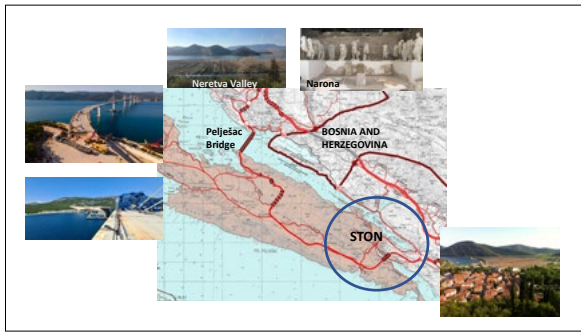 Neretva Valley
Narona
Pelješac
Bridge
BOSNIA AND
HERZEGOVINA
STON